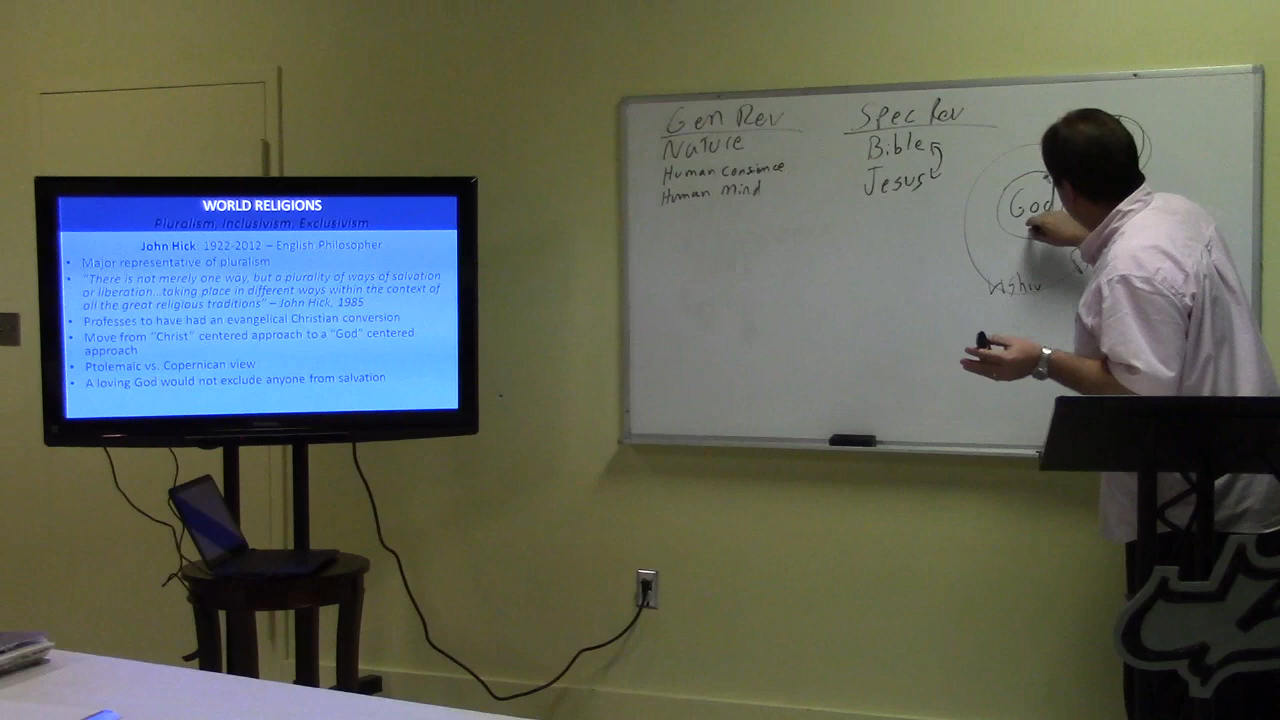 WORLD RELIGIONS
Pluralism, Inclusivism, Exclusivism
John Hick: 1922-2012 – English Philosopher
• Major representative of pluralism
• "There is not merely one way, but a plurality of ways of salvation
or liberation...taking place in different ways within the context of
all the great religious traditions" – John Hick, 1985
• Professes to have had an evangelical Christian conversion
• Move from "Christ" centered approach to a "God" centered
approach
• Ptolemaic vs. Copernican view
• A loving God would not exclude anyone from salvation
Gen Rev
Nature
Human Consience
Human Mind
Spec Rev
Bible
Jesus
God